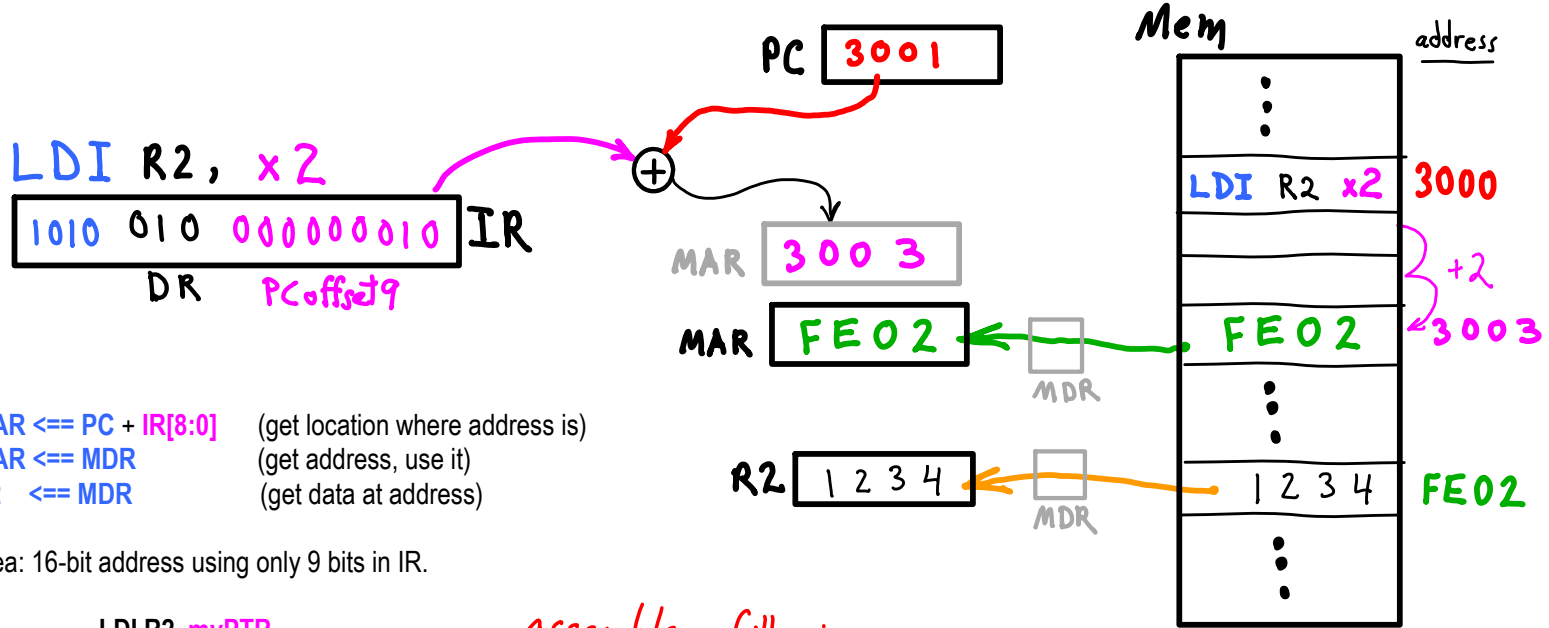 Mem
address
PC 3001
LDI R2, x2
1010 010 000000010 IR
DR PCoffset9
LDI R2 x2 3000
+2
MAR 3003
MAR FE02
MDR
FE02 3003
AR <== PC + IR[8:0] (get location where address is)
AR <== MDR (get address, use it)
<== MDR (get data at address)
R2 1234
MDR
1234 FE02
ea: 16-bit address using only 9 bits in IR.
LDI R2, myPTR